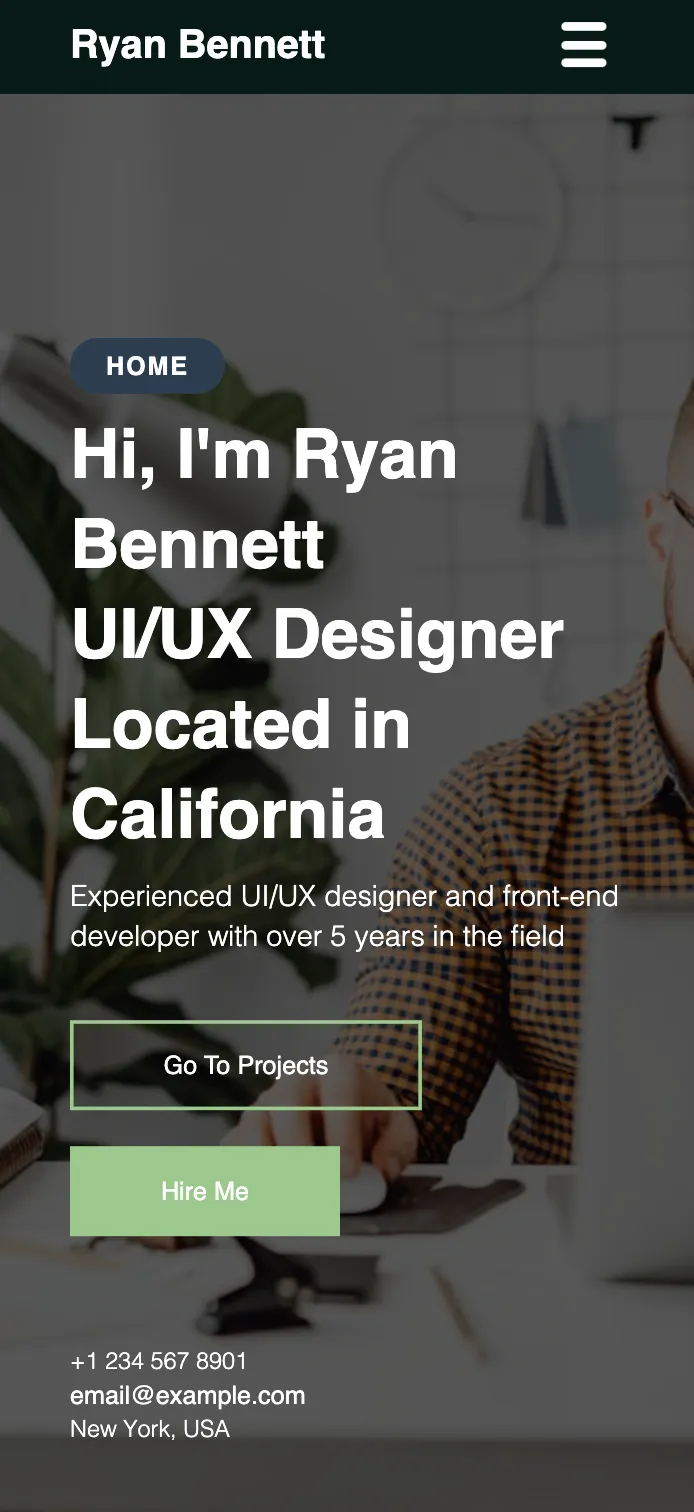 Ryan Bennett
HOME
Hi, I'm Ryan
Bennett
UI/UX Designer
Located in
California
Experienced UI/UX designer and front-end
developer with over 5 years in the field
Go To Projects
Hire Me
+1 234 567 8901
email@example.com
New York, USA